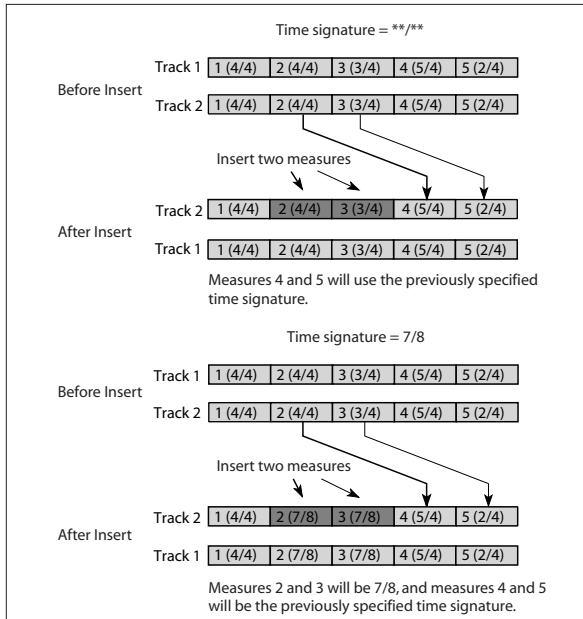 Time signature = **/**
Track 1 1 (4/4) 2 (4/4) 3 (3/4) 4 (5/4) 5 (2/4)
Before Insert
Track 2 1 (4/4) 2 (4/4) 3 (3/4) 4 (5/4) 5 (2/4)
Insert two measures
Track 2 1 (4/4) 2 (4/4) 3 (3/4) 4 (5/4) 5 (2/4)
After Insert
Track 1 1 (4/4) 2 (4/4) 3 (3/4) 4 (5/4) 5 (2/4)
Measures 4 and 5 will use the previously specified
time signature.
Time signature = 7/8
Track 1 1 (4/4) 2 (4/4) 3 (3/4) 4 (5/4) 5 (2/4)
Before Insert
Track 2 1 (4/4) 2 (4/4) 3 (3/4) 4 (5/4) 5 (2/4)
Insert two measures
Track 2 1 (4/4) 2 (7/8) 3 (7/8) 4 (5/4) 5 (2/4)
After Insert
Track 1 1 (4/4) 2 (7/8) 3 (7/8) 4 (5/4) 5 (2/4)
Measures 2 and 3 will be 7/8, and measures 4 and 5
will be the previously specified time signature.